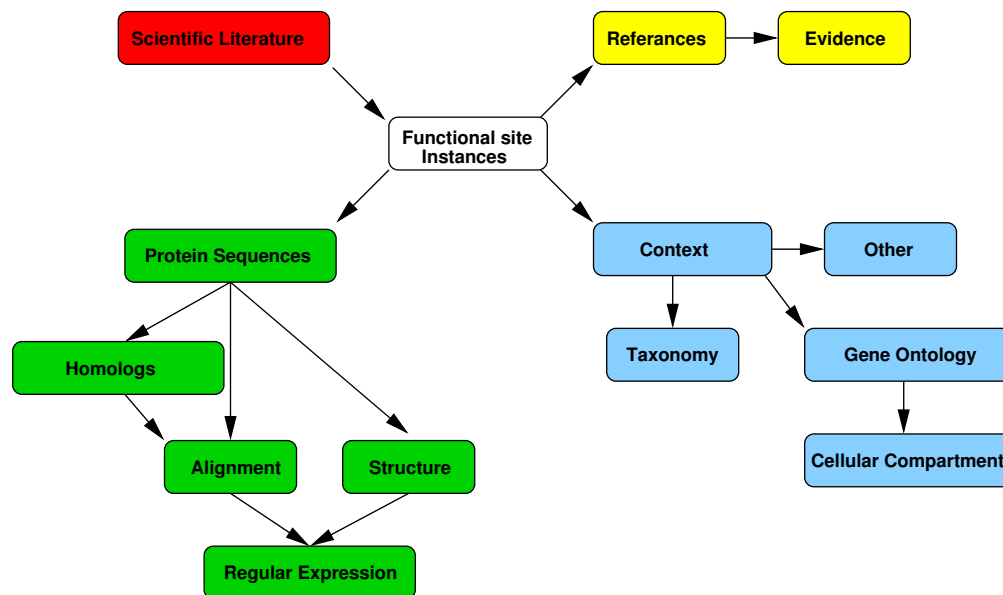 Scientific Literature
Referances
Evidence
Functional site
Instances
Protein Sequences
Context
Other
Homologs
Taxonomy
Gene Ontology
Alignment
Structure
Cellular Compartment
Regular Expression